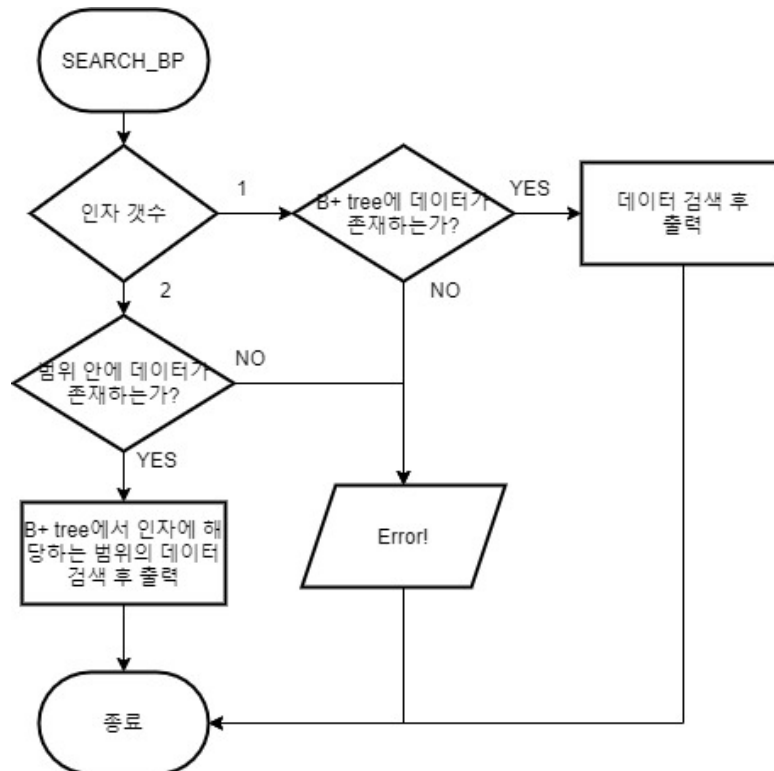 SEARCH_BP
인자 갯수
1
B+ tree에 데이터가
존재하는가?
YES
데이터 검색 후
출력
2
NO
범위 안에 데이터가
존재하는가?
NO
YES
B+ tree에서 인자에 해
당하는 범위의 데이터
검색 후 출력
Error!
종료